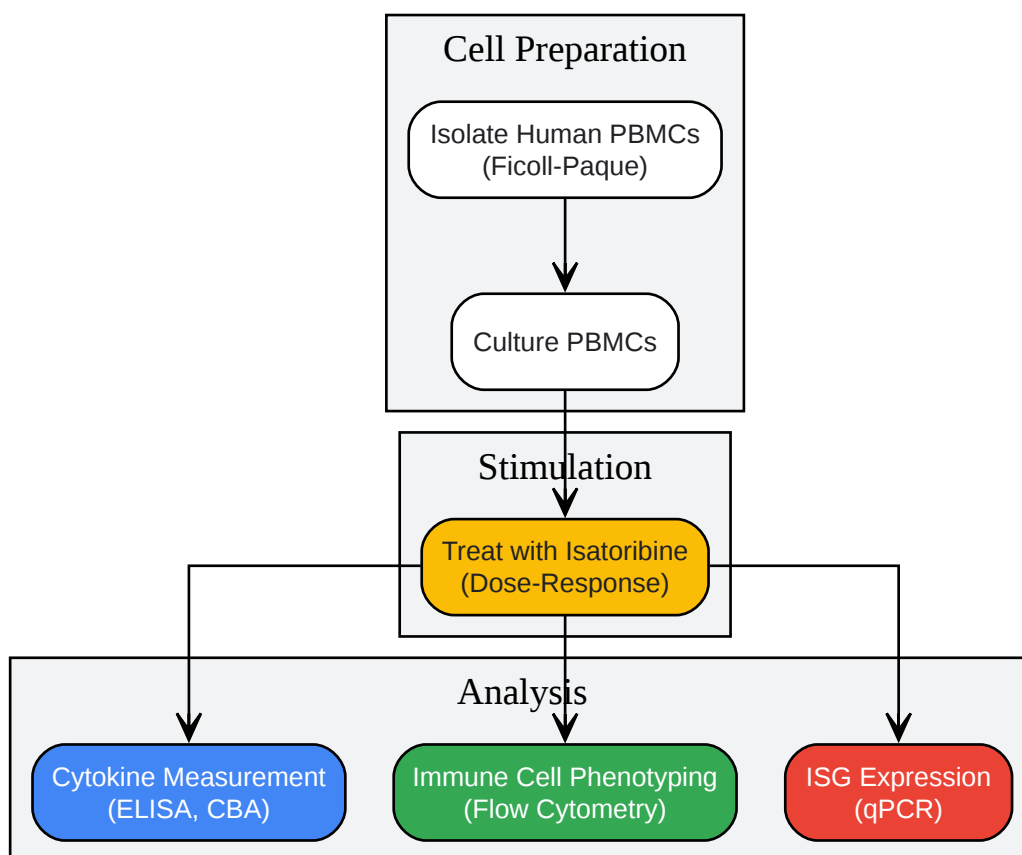 Cell Preparation
Isolate Human PBMCs
(Ficoll-Paque)
Culture PBMCs
Stimulation
Treat with Isatoribine
(Dose-Response)
Analysis
Cytokine Measurement
(ELISA, CBA)
Immune Cell Phenotyping
(Flow Cytometry)
ISG Expression
(qPCR)